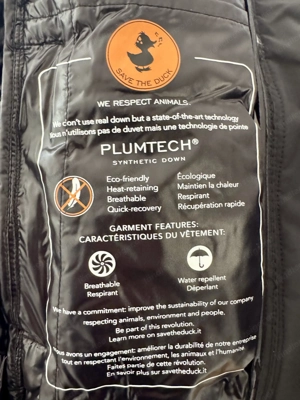 SAVE THE DUCK
WE RESPECT ANIMALS.
We don't use real down but a state-of-the-art technology
Nous n'utilisons pas de duvet mais une technologie de pointe
PLUMTECH®
SYNTHETIC DOWN
Eco-friendly Écologique
Heat-retaining Maintien la chaleur
Breathable Respirant
Quick-recovery Récupération rapide
GARMENT FEATURES:
CARACTÉRISTIQUES DU VÊTEMENT:
Breathable Water repellent
Respirant Déperlant
We have a commitment: improve the sustainability of our company
respecting animals, environment and people.
Be part of this revolution.
Learn more on savetheduck.it
Nous avons un engagement: améliorer la durabilité de notre entreprise
tout en respectant l'environnement, les animaux et l'humanité.
Faites partie de cette révolution.
En savoir plus sur savetheduck.it